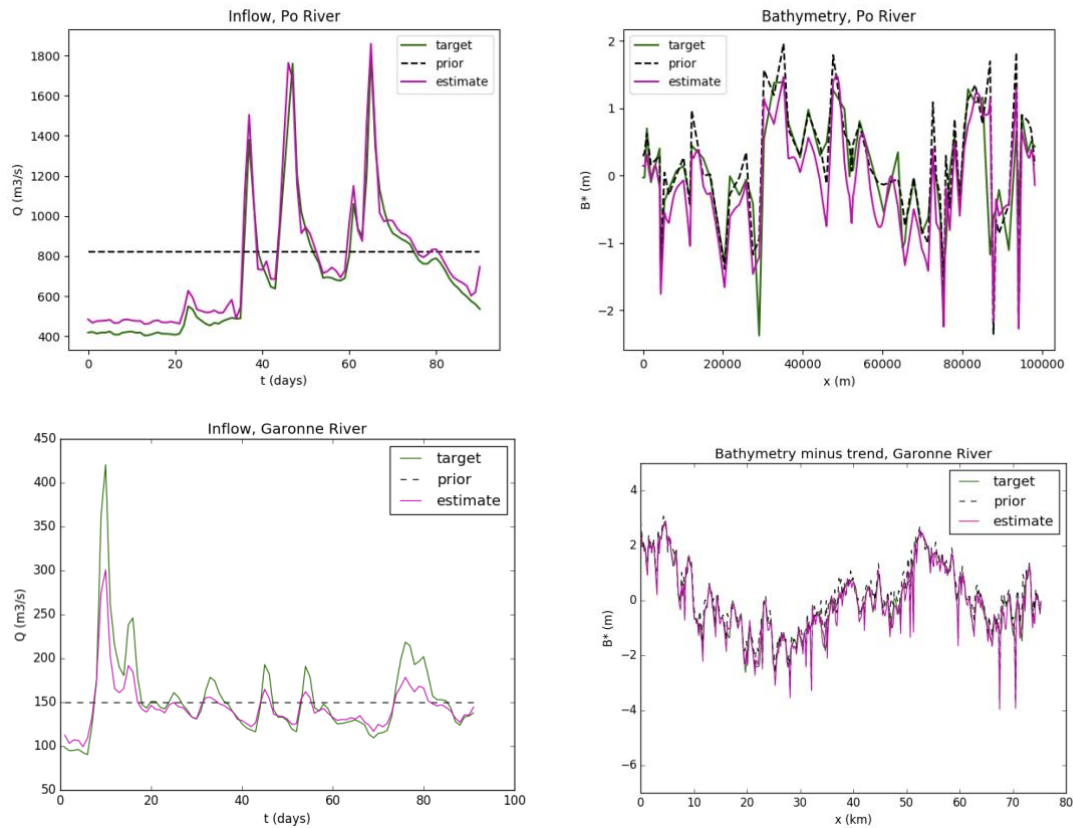 Inflow, Po River
1800
1600
1400
1200
1000
800
600
400
Q (m3/s)
target
prior
estimate
0 20 40 60 80
t (days)
Bathymetry, Po River
2
1
0
−1
−2
B* (m)
target
prior
estimate
0 20000 40000 60000 80000 100000
x (m)
Inflow, Garonne River
450
400
350
300
250
200
150
100
50
Q (m3/s)
target
prior
estimate
0 20 40 60 80 100
t (days)
Bathymetry minus trend, Garonne River
4
2
0
−2
−4
−6
B* (m)
target
prior
estimate
0 10 20 30 40 50 60 70 80
x (km)